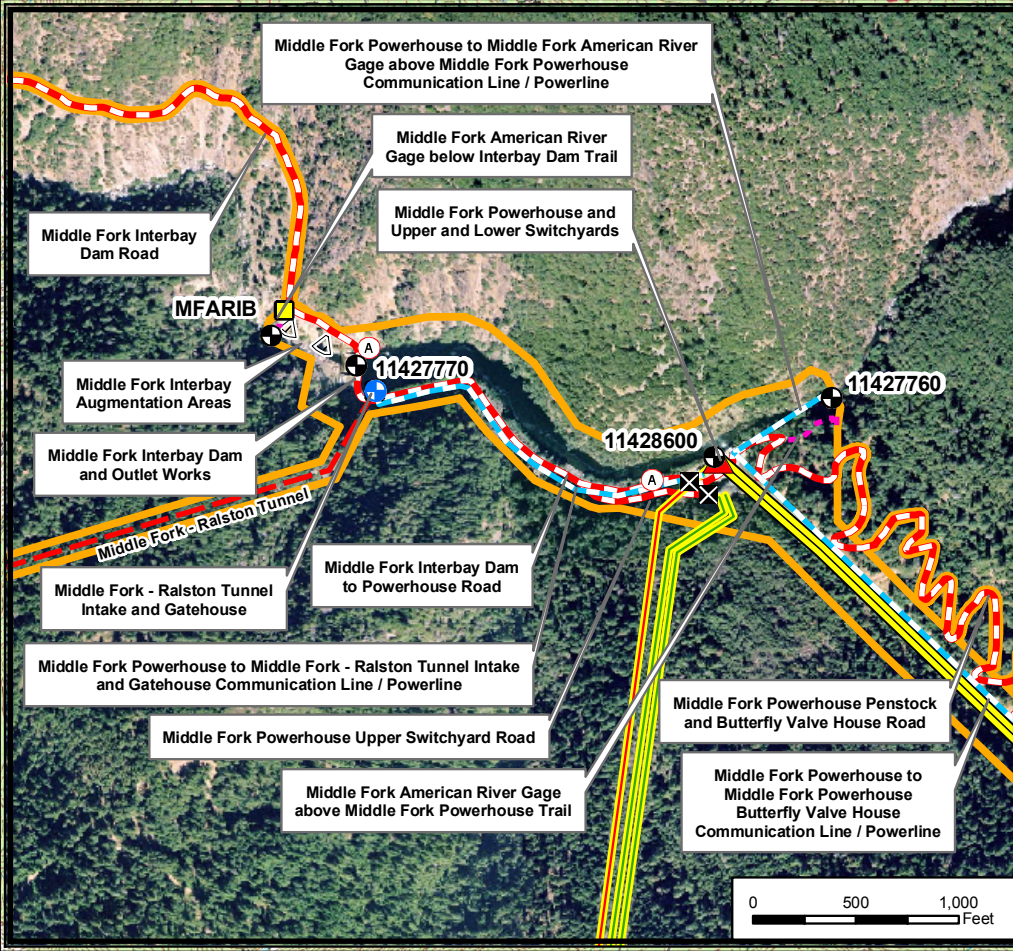 Middle Fork Powerhouse to Middle Fork American River
Gage above Middle Fork Powerhouse
Communication Line / Powerline
Middle Fork American River
Gage below Interbay Dam Trail
Middle Fork Powerhouse and
Upper and Lower Switchyards
Middle Fork Interbay
Dam Road
MFARIB
A
11427770
11427760
Middle Fork Interbay
Augmentation Areas
11428600
Middle Fork Interbay Dam
and Outlet Works
A
Middle Fork - Ralston Tunnel
Middle Fork Interbay Dam
to Powerhouse Road
Middle Fork - Ralston Tunnel
Intake and Gatehouse
Middle Fork Powerhouse to Middle Fork - Ralston Tunnel Intake
and Gatehouse Communication Line / Powerline
Middle Fork Powerhouse Penstock
and Butterfly Valve House Road
Middle Fork Powerhouse Upper Switchyard Road
Middle Fork American River Gage
above Middle Fork Powerhouse Trail
Middle Fork Powerhouse to
Middle Fork Powerhouse
Butterfly Valve House
Communication Line / Powerline
0 500 1,000
Feet